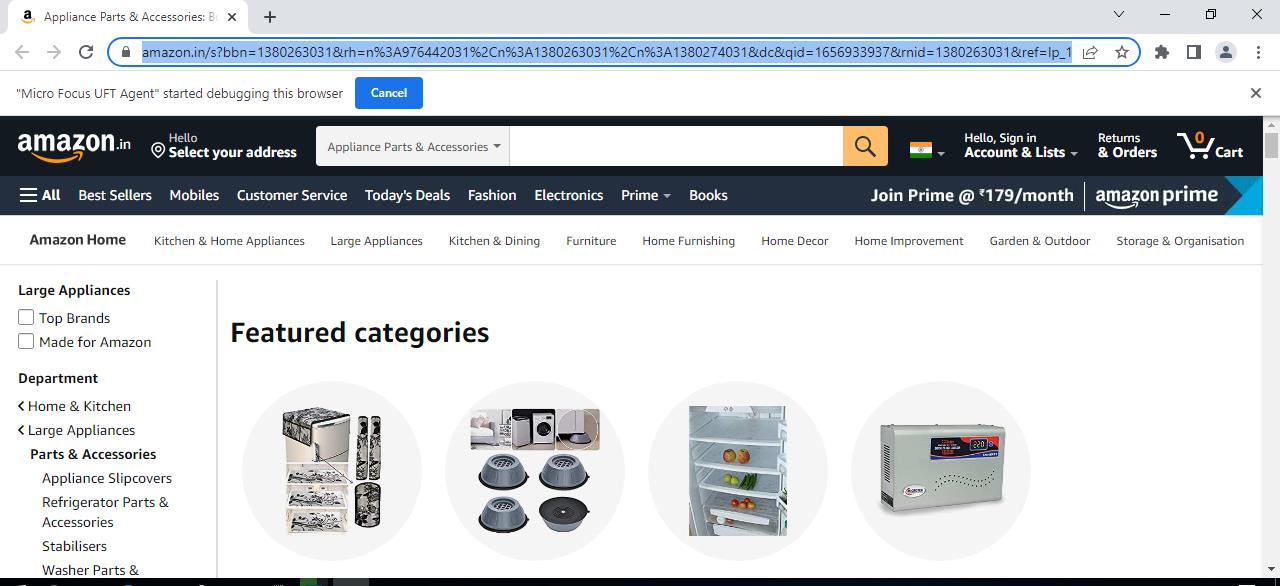 Appliance Parts & Accessories: B
amazon.in/s?bbn=1380263031&rh=n%3A976442031%2Cn%3A1380263031%2Cn%3A1380274031&dc&qid=1656933937&rnid=1380263031&ref=lp_1
"Micro Focus UFT Agent" started debugging this browser
Cancel
amazon.in
Hello
Select your address
Appliance Parts & Accessories
Hello, Sign in
Account & Lists
Returns
& Orders
0
Cart
All Best Sellers Mobiles Customer Service Today's Deals Fashion Electronics Prime Books
Join Prime @ ₹179/month
amazon prime
Amazon Home Kitchen & Home Appliances Large Appliances Kitchen & Dining Furniture Home Furnishing Home Decor Home Improvement Garden & Outdoor Storage & Organisation
Large Appliances
Top Brands
Made for Amazon
Department
Home & Kitchen
Large Appliances
Parts & Accessories
Appliance Slipcovers
Refrigerator Parts &
Accessories
Stabilisers
Washer Parts &
Featured categories
220